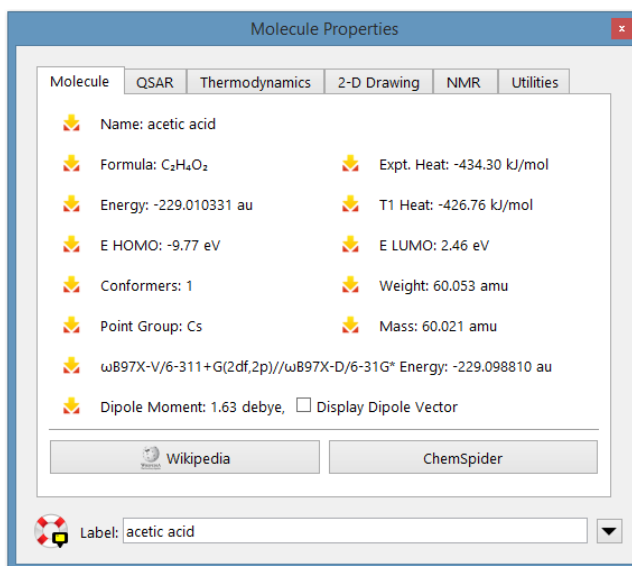 Molecule Properties
x
Molecule QSAR Thermodynamics 2-D Drawing NMR Utilities
Name: acetic acid
Formula: C₂H₄O₂ Expt. Heat: -434.30 kJ/mol
Energy: -229.010331 au T1 Heat: -426.76 kJ/mol
E HOMO: -9.77 eV E LUMO: 2.46 eV
Conformers: 1 Weight: 60.053 amu
Point Group: Cs Mass: 60.021 amu
ωB97X-V/6-311+G(2df,2p)//ωB97X-D/6-31G* Energy: -229.098810 au
Dipole Moment: 1.63 debye, Display Dipole Vector
Wikipedia ChemSpider
Label: acetic acid